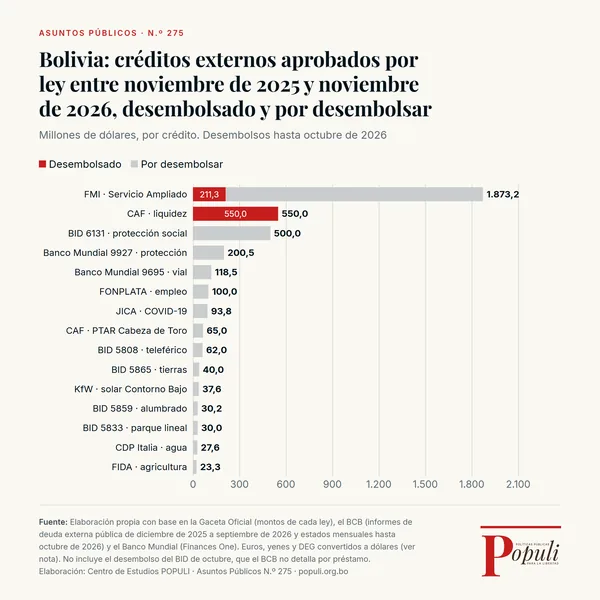 ASUNTOS PÚBLICOS · N.º 275
Bolivia: créditos externos aprobados por
ley entre noviembre de 2025 y noviembre
de 2026, desembolsado y por desembolsar
Millones de dólares, por crédito. Desembolsos hasta octubre de 2026
Desembolsado Por desembolsar
FMI · Servicio Ampliado 211,3 1.873,2
CAF · liquidez 550,0 550,0
BID 6131 · protección social 500,0
Banco Mundial 9927 · protección 200,5
Banco Mundial 9695 · vial 118,5
FONPLATA · empleo 100,0
JICA · COVID-19 93,8
CAF · PTAR Cabeza de Toro 65,0
BID 5808 · teleférico 62,0
BID 5865 · tierras 40,0
KfW · solar Contorno Bajo 37,6
BID 5859 · alumbrado 30,2
BID 5833 · parque lineal 30,0
CDP Italia · agua 27,6
FIDA · agricultura 23,3
0 300 600 900 1.200 1.500 1.800 2.100
Fuente: Elaboración propia con base en la Gaceta Oficial (montos de cada ley), el BCB (informes de
deuda externa pública de diciembre de 2025 a septiembre de 2026 y estados mensuales hasta
octubre de 2026) y el Banco Mundial (Finances One). Euros, yenes y DEG convertidos a dólares (ver
nota). No incluye el desembolso del BID de octubre, que el BCB no detalla por préstamo.
Elaboración: Centro de Estudios POPULI · Asuntos Públicos N.º 275 · populi.org.bo
POLÍTICAS PÚBLICAS
Populi
PARA LA LIBERTAD